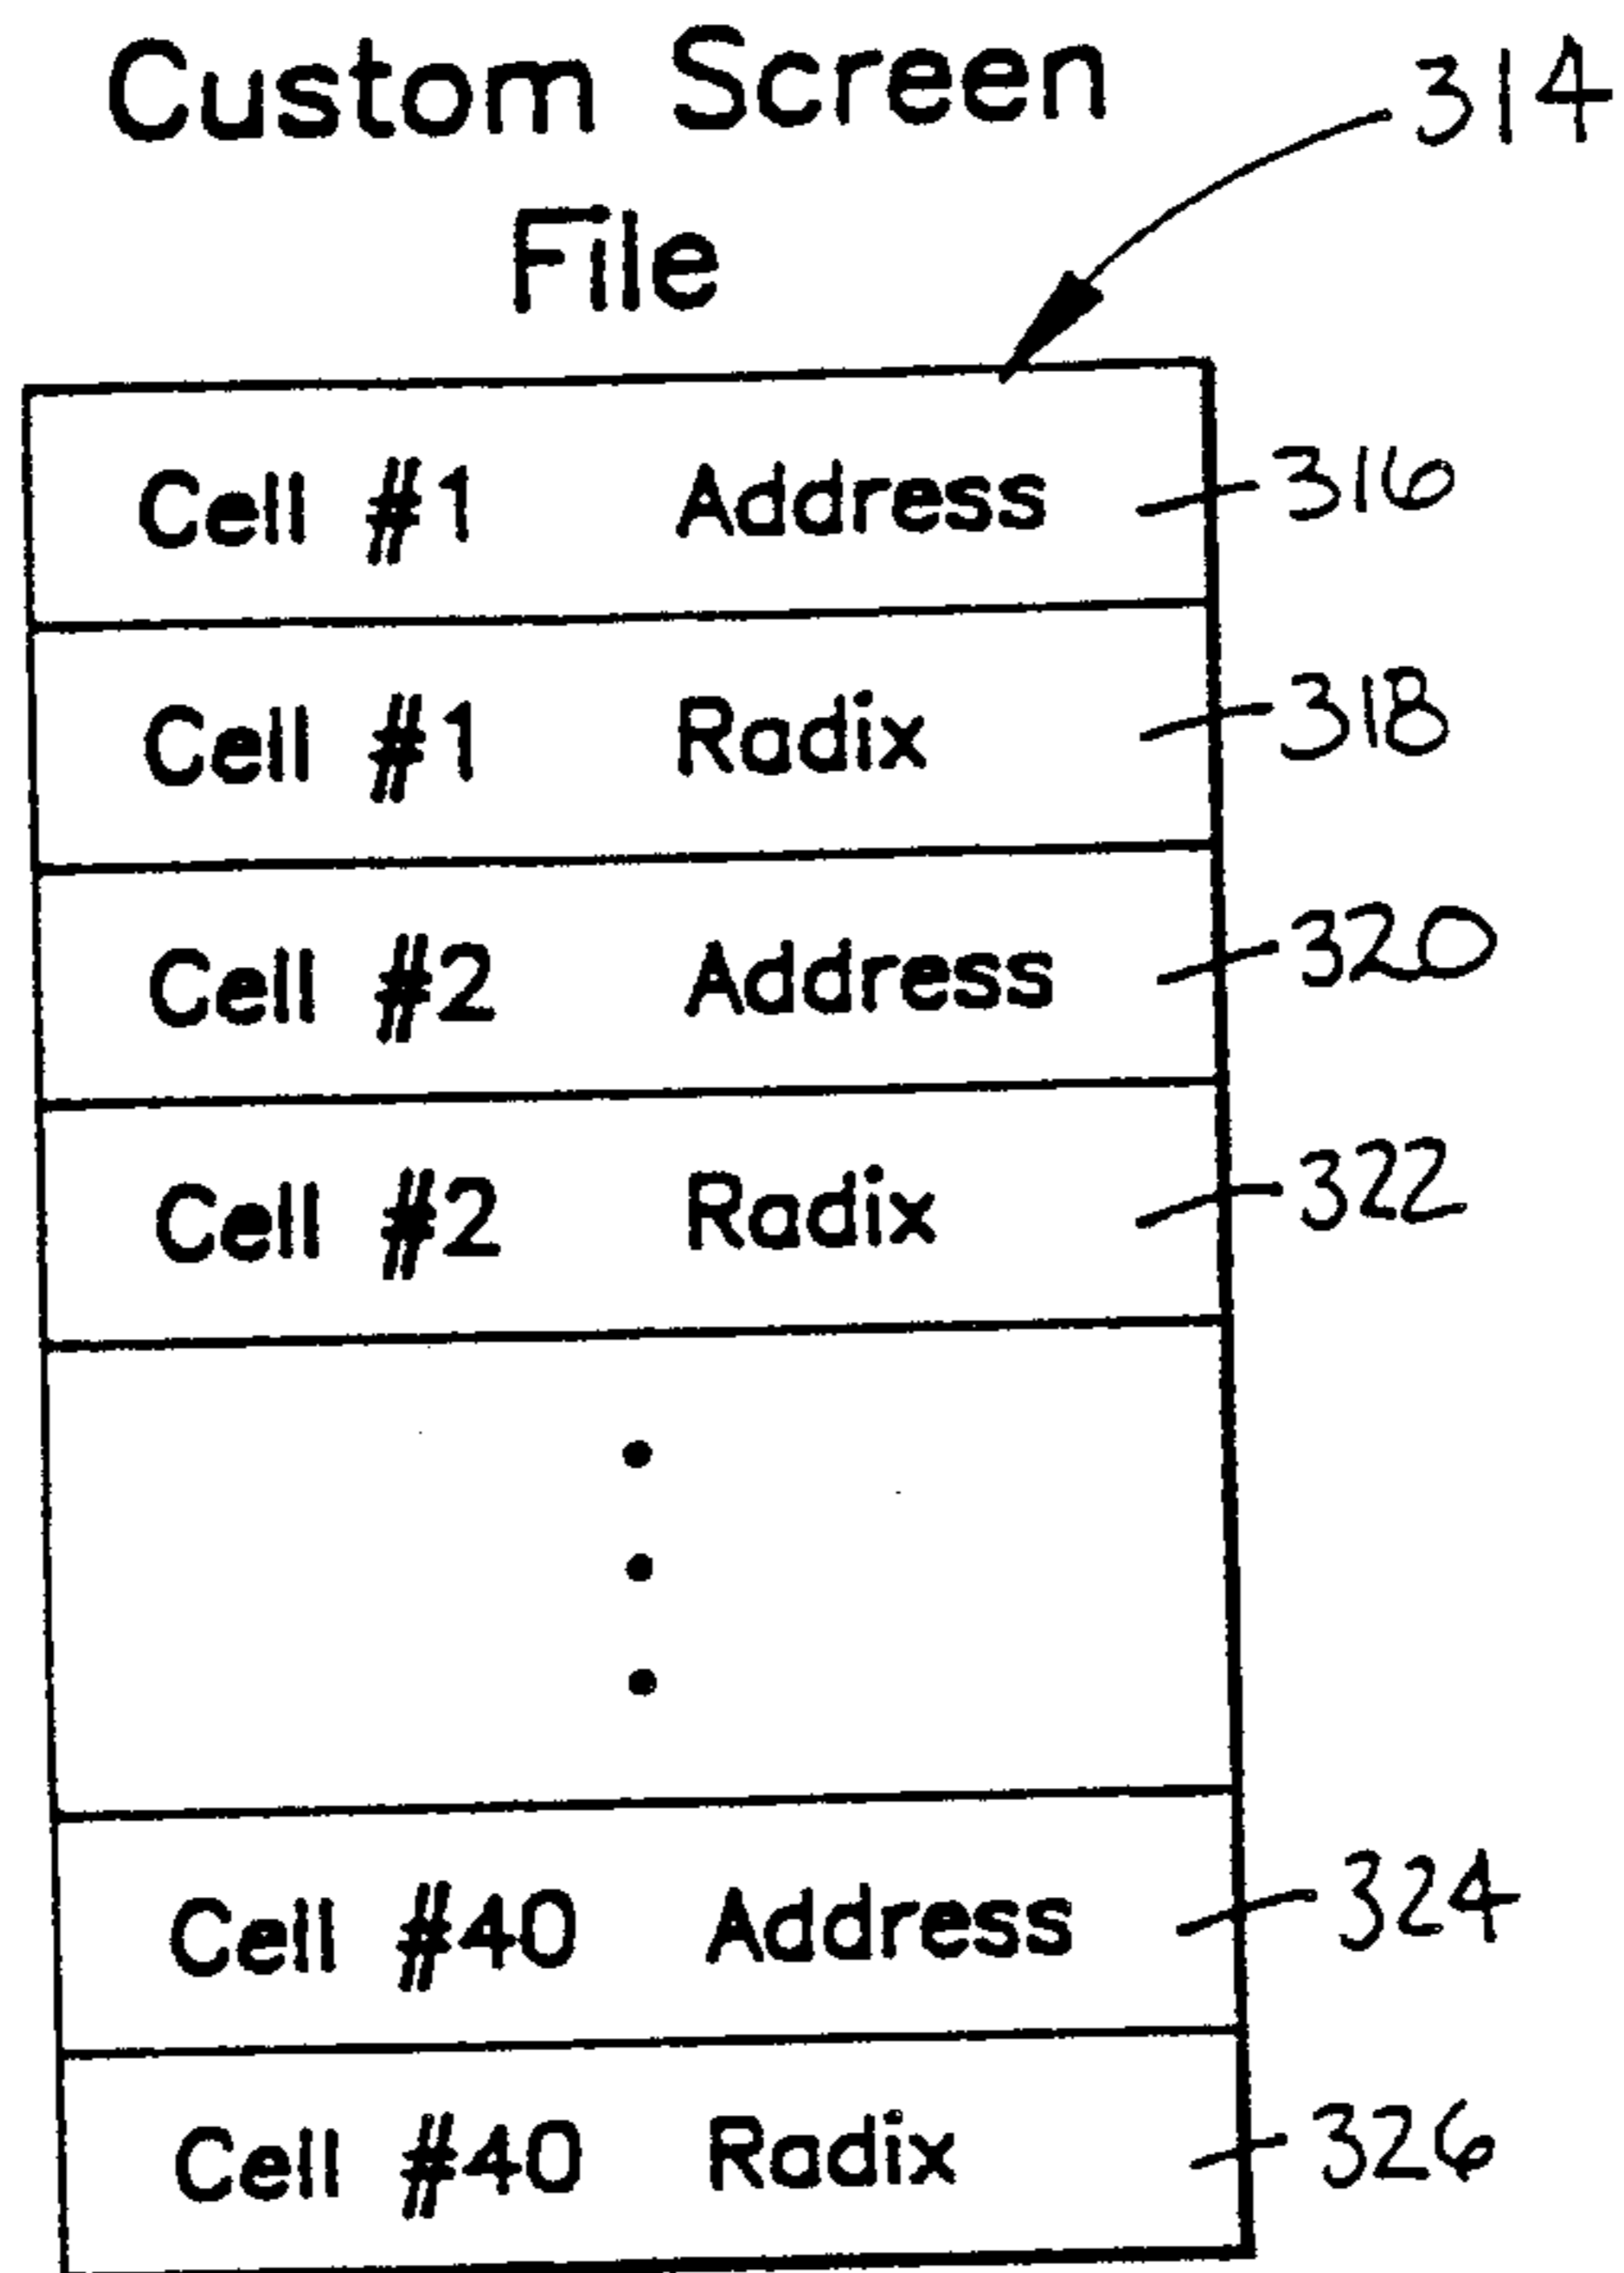 Custom Screen 314
File
Cell #1 Address 316
Cell #1 Radix 318
Cell #2 Address 320
Cell #2 Radix 322
Cell #40 Address 324
Cell #40 Radix 326